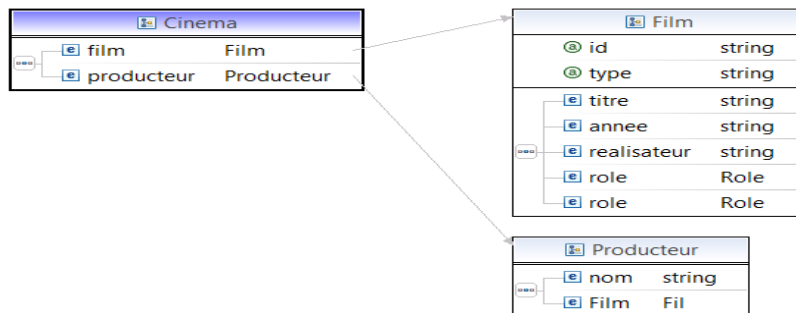 Cinema
film Film
producteur Producteur
Film
id string
type string
titre string
annee string
realisateur string
role Role
role Role
Producteur
nom string
Film Fil